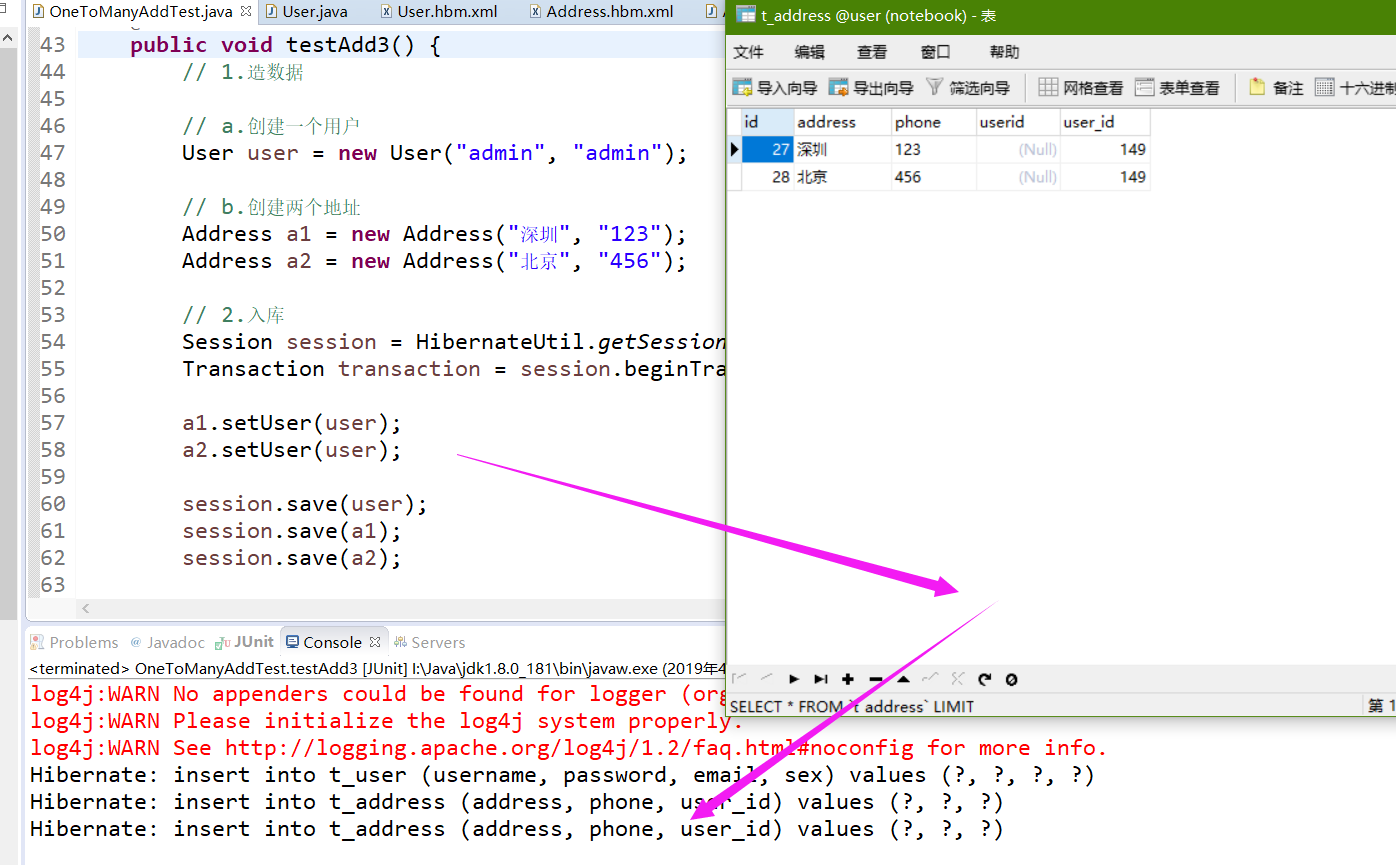 OneToManyAddTest.java User.java User.hbm.xml Address.hbm.xml
43 public void testAdd3() {
44 // 1.造数据
45
46 // a.创建一个用户
47 User user = new User("admin", "admin");
48
49 // b.创建两个地址
50 Address a1 = new Address("深圳", "123");
51 Address a2 = new Address("北京", "456");
52
53 // 2.入库
54 Session session = HibernateUtil.getSession
55 Transaction transaction = session.beginTra
56
57 a1.setUser(user);
58 a2.setUser(user);
59
60 session.save(user);
61 session.save(a1);
62 session.save(a2);
63
t_address @user (notebook) - 表
文件 编辑 查看 窗口 帮助
导入向导 导出向导 筛选向导 网格查看 表单查看 备注 十六进制
id address phone userid user_id
27 深圳 123 (Null) 149
28 北京 456 (Null) 149
SELECT * FROM `t_address` LIMIT 第 1
Problems @ Javadoc JUnit Console Servers
<terminated> OneToManyAddTest.testAdd3 [JUnit] I:\Java\jdk1.8.0_181\bin\javaw.exe (2019年4
log4j:WARN No appenders could be found for logger (org
log4j:WARN Please initialize the log4j system properly.
log4j:WARN See http://logging.apache.org/log4j/1.2/faq.html#noconfig for more info.
Hibernate: insert into t_user (username, password, email, sex) values (?, ?, ?, ?)
Hibernate: insert into t_address (address, phone, user_id) values (?, ?, ?)
Hibernate: insert into t_address (address, phone, user_id) values (?, ?, ?)